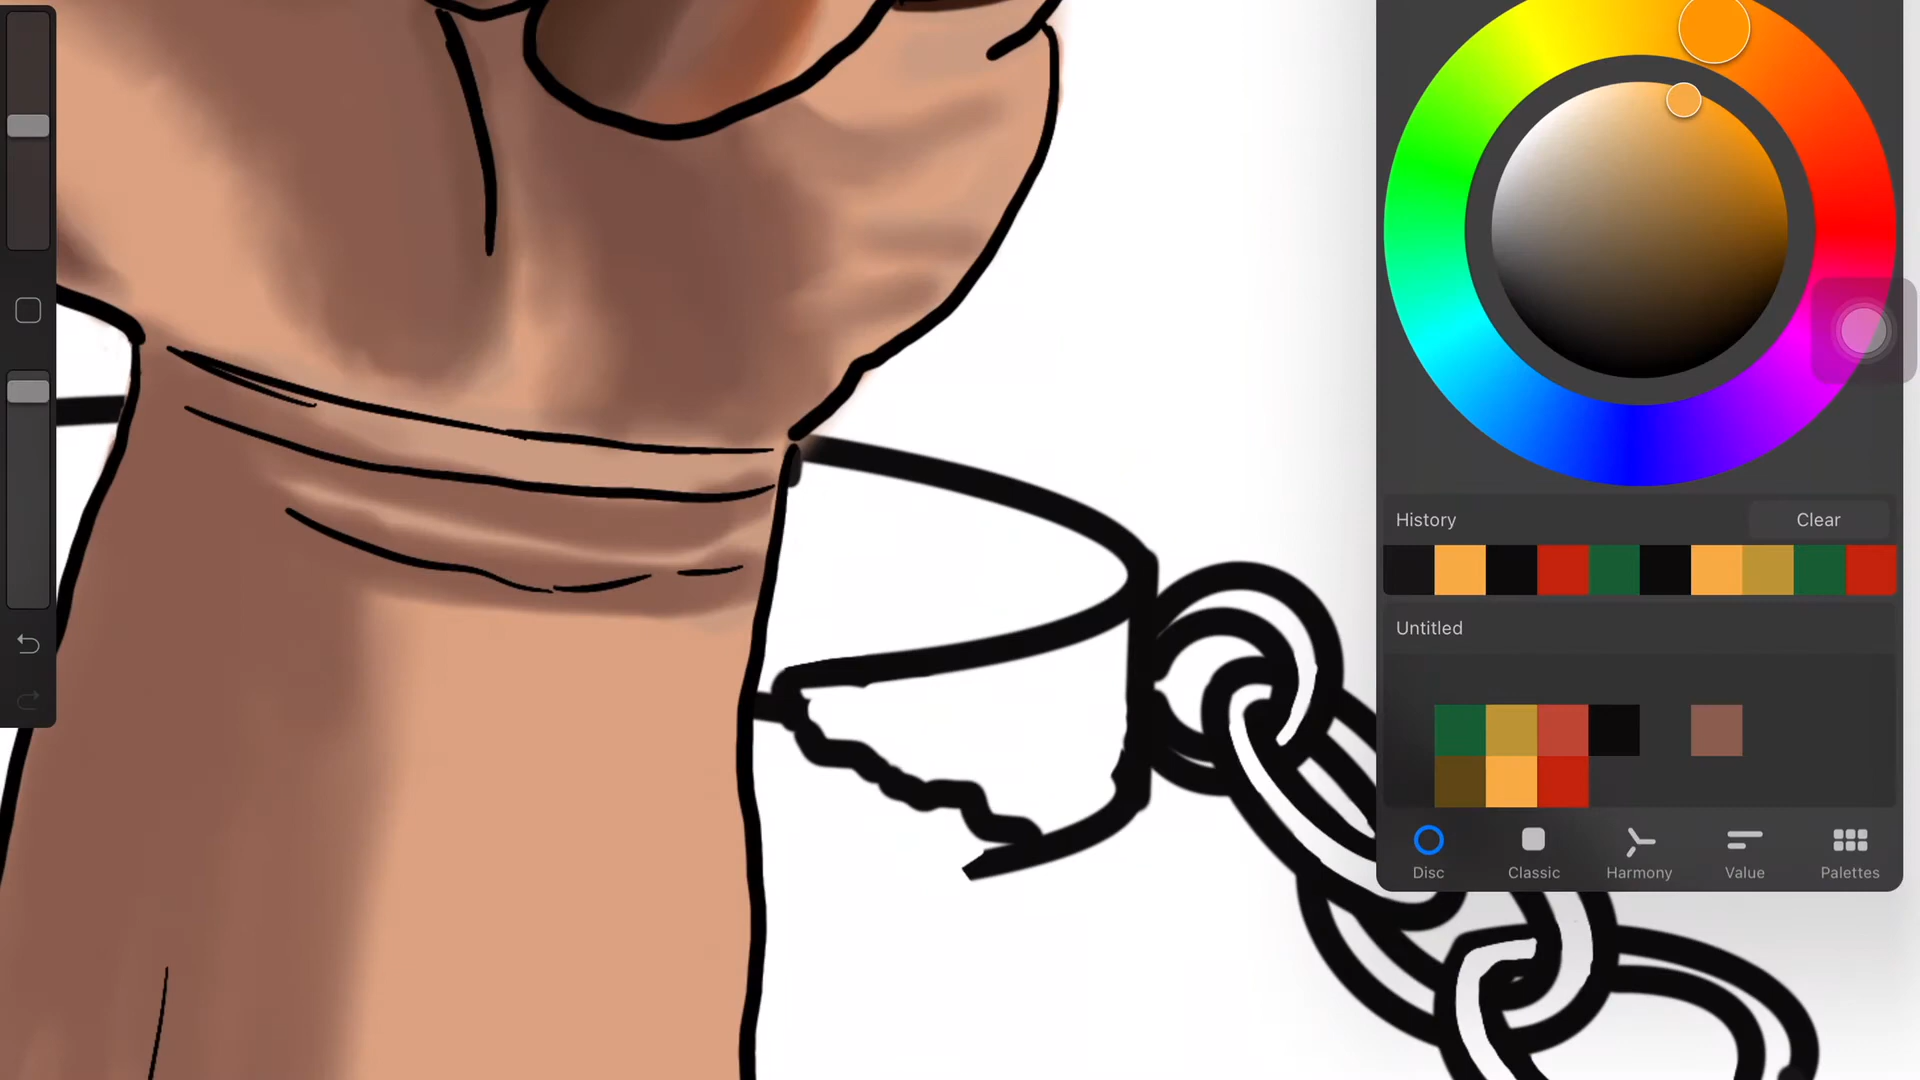 History
Clear
Untitled
Disc
Classic
Harmony
Value
Palettes